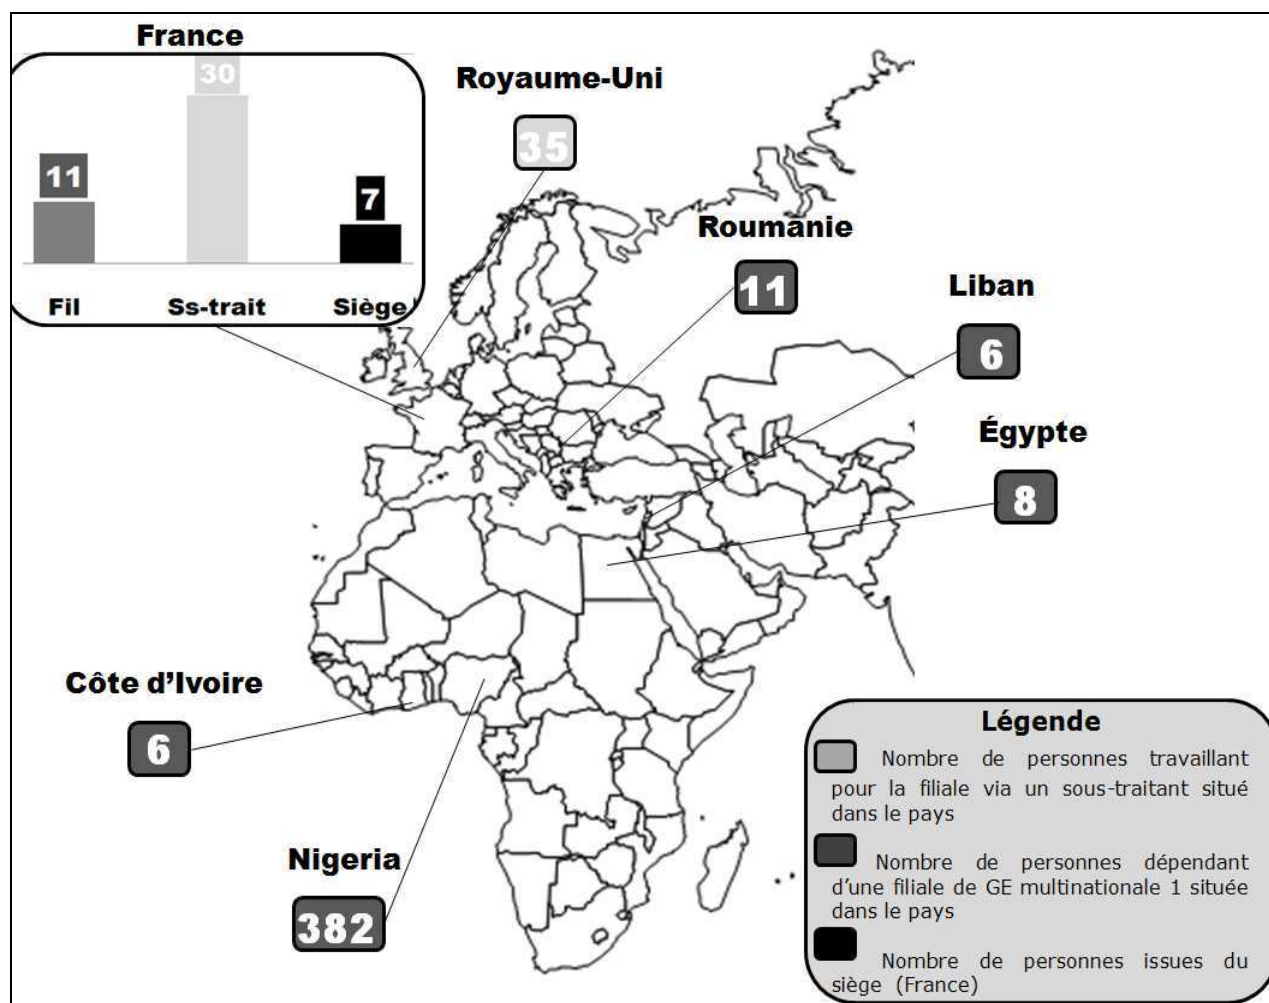 France
30
11
7
Fil Ss-trait Siège
Royaume-Uni
35
Roumanie
11
Liban
6
Égypte
8
Côte d’Ivoire
6
Nigeria
382
Légende
Nombre de personnes travaillant
pour la filiale via un sous-traitant situé
dans le pays
Nombre de personnes dépendant
d’une filiale de GE multinationale 1 située
dans le pays
Nombre de personnes issues du
siège (France)